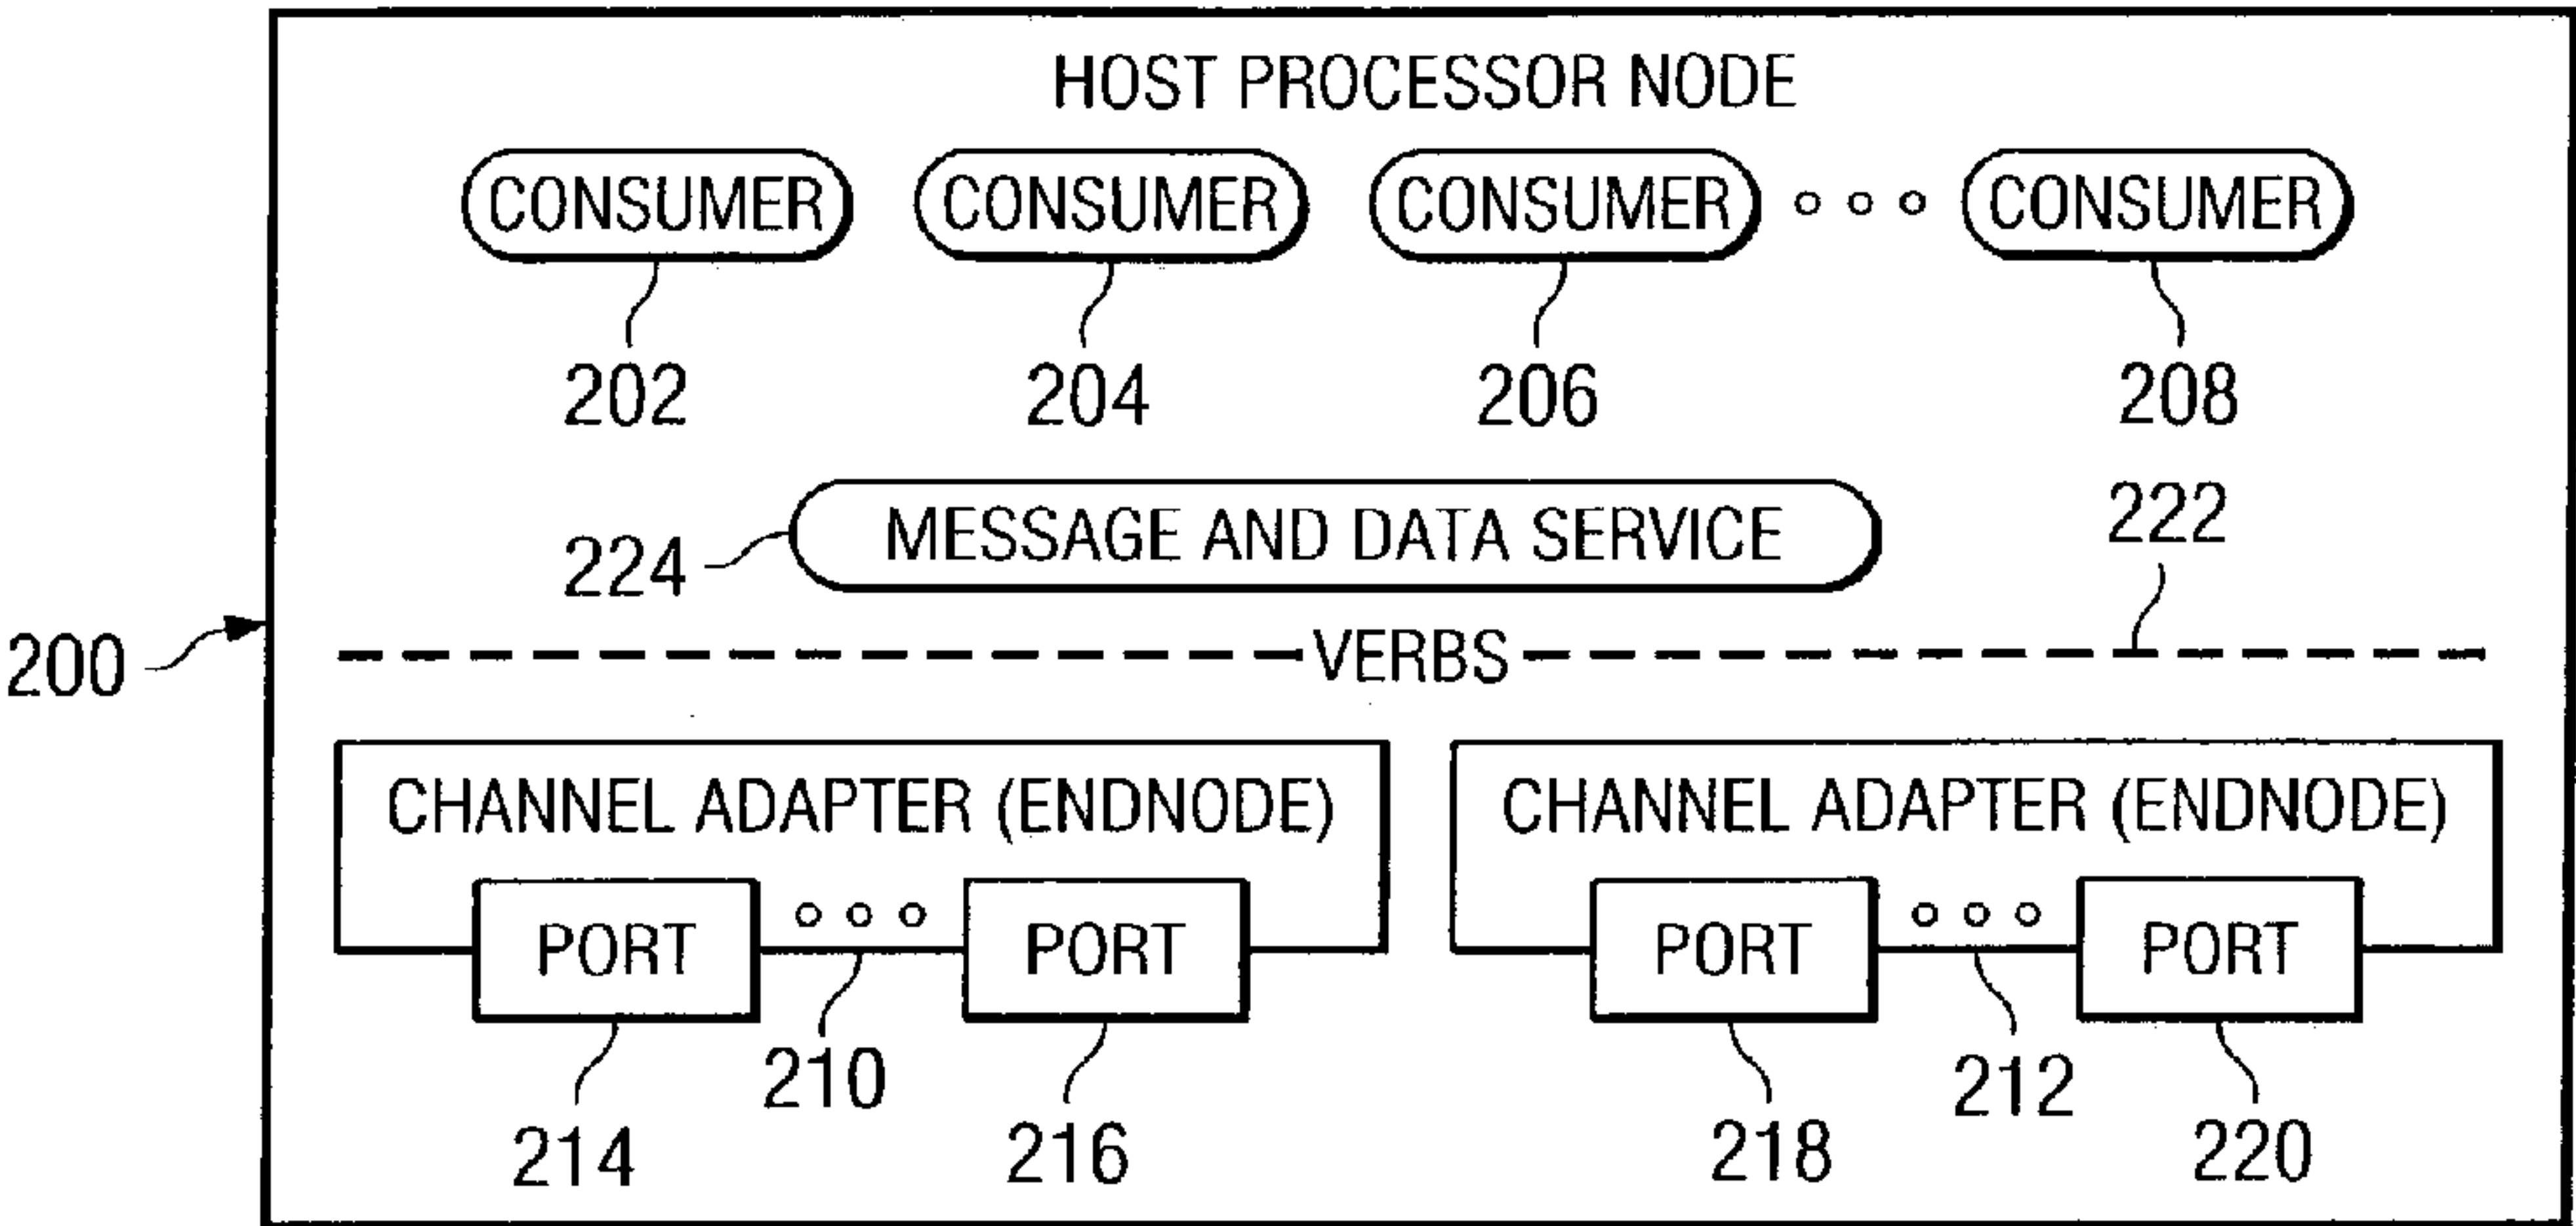 HOST PROCESSOR NODE
CONSUMER CONSUMER CONSUMER CONSUMER
202 204 206 208
222
MESSAGE AND DATA SERVICE
224
VERBS
200
CHANNEL ADAPTER (ENDNODE) CHANNEL ADAPTER (ENDNODE)
PORT PORT PORT PORT
210 212
214 216 218 220